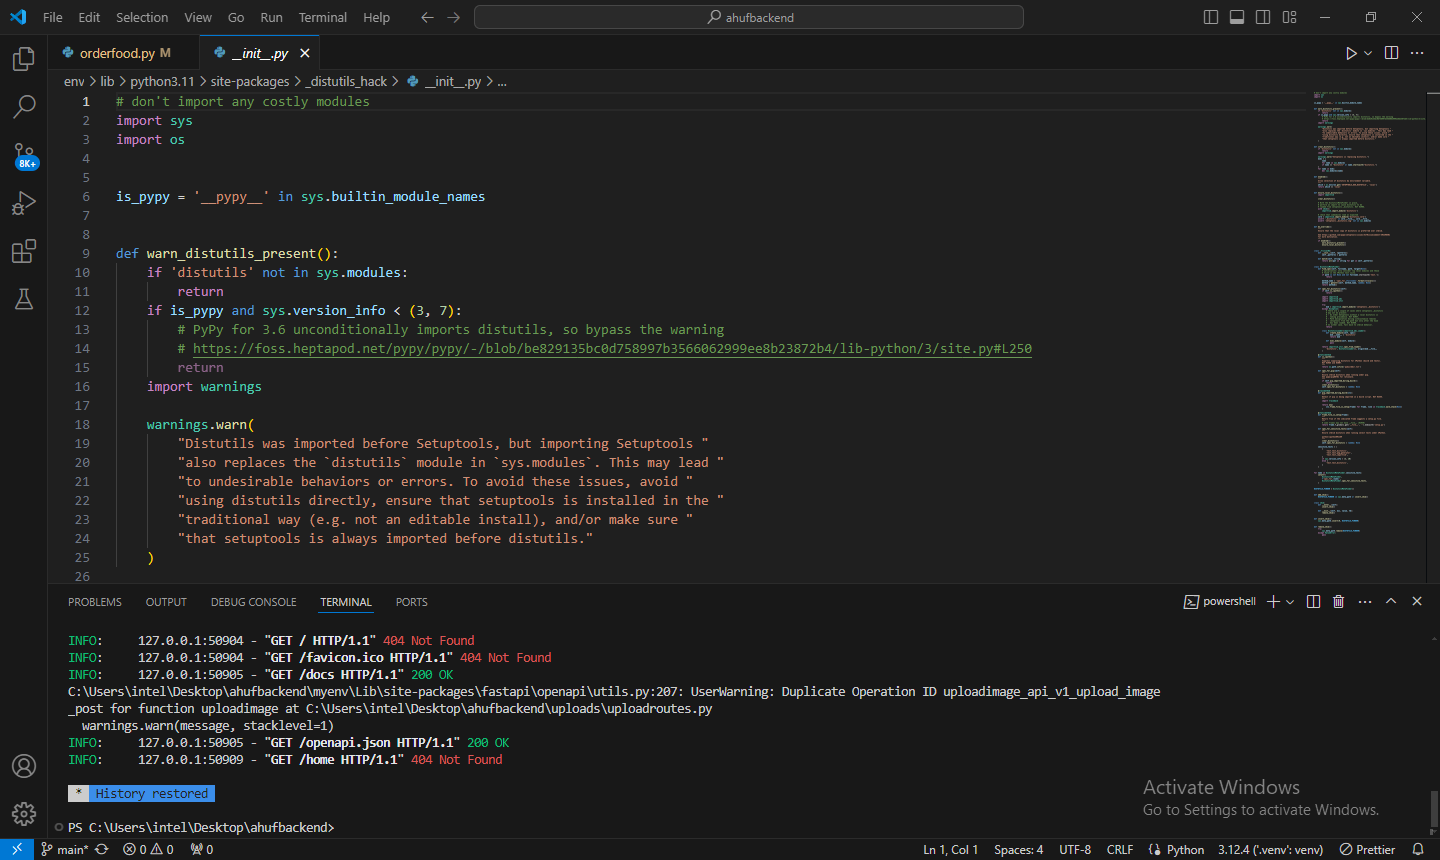 File Edit Selection View Go Run Terminal Help ahufbackend
orderfood.py M __init__.py
env > lib > python3.11 > site-packages > _distutils_hack > __init__.py > ...
1 # don't import any costly modules
2 import sys
3 import os
4
5
6 is_pypy = '__pypy__' in sys.builtin_module_names
7
8
9 def warn_distutils_present():
10 if 'distutils' not in sys.modules:
11 return
12 if is_pypy and sys.version_info < (3, 7):
13 # PyPy for 3.6 unconditionally imports distutils, so bypass the warning
14 # https://foss.heptapod.net/pypy/pypy/-/blob/be829135bc0d758997b3566062999ee8b23872b4/lib-python/3/site.py#L250
15 return
16 import warnings
17
18 warnings.warn(
19 "Distutils was imported before Setuptools, but importing Setuptools "
20 "also replaces the `distutils` module in `sys.modules`. This may lead "
21 "to undesirable behaviors or errors. To avoid these issues, avoid "
22 "using distutils directly, ensure that setuptools is installed in the "
23 "traditional way (e.g. not an editable install), and/or make sure "
24 "that setuptools is always imported before distutils."
25 )
26
8K+
PROBLEMS OUTPUT DEBUG CONSOLE TERMINAL PORTS powershell
INFO: 127.0.0.1:50904 - "GET / HTTP/1.1" 404 Not Found
INFO: 127.0.0.1:50904 - "GET /favicon.ico HTTP/1.1" 404 Not Found
INFO: 127.0.0.1:50905 - "GET /docs HTTP/1.1" 200 OK
C:\Users\intel\Desktop\ahufbackend\myenv\Lib\site-packages\fastapi\openapi\utils.py:207: UserWarning: Duplicate Operation ID uploadimage_api_v1_upload_image
_post for function uploadimage at C:\Users\intel\Desktop\ahufbackend\uploads\uploadroutes.py
warnings.warn(message, stacklevel=1)
INFO: 127.0.0.1:50905 - "GET /openapi.json HTTP/1.1" 200 OK
INFO: 127.0.0.1:50909 - "GET /home HTTP/1.1" 404 Not Found
* History restored
PS C:\Users\intel\Desktop\ahufbackend>
Activate Windows
Go to Settings to activate Windows.
main* 0 0 0 Ln 1, Col 1 Spaces: 4 UTF-8 CRLF Python 3.12.4 ('.venv': venv) Prettier